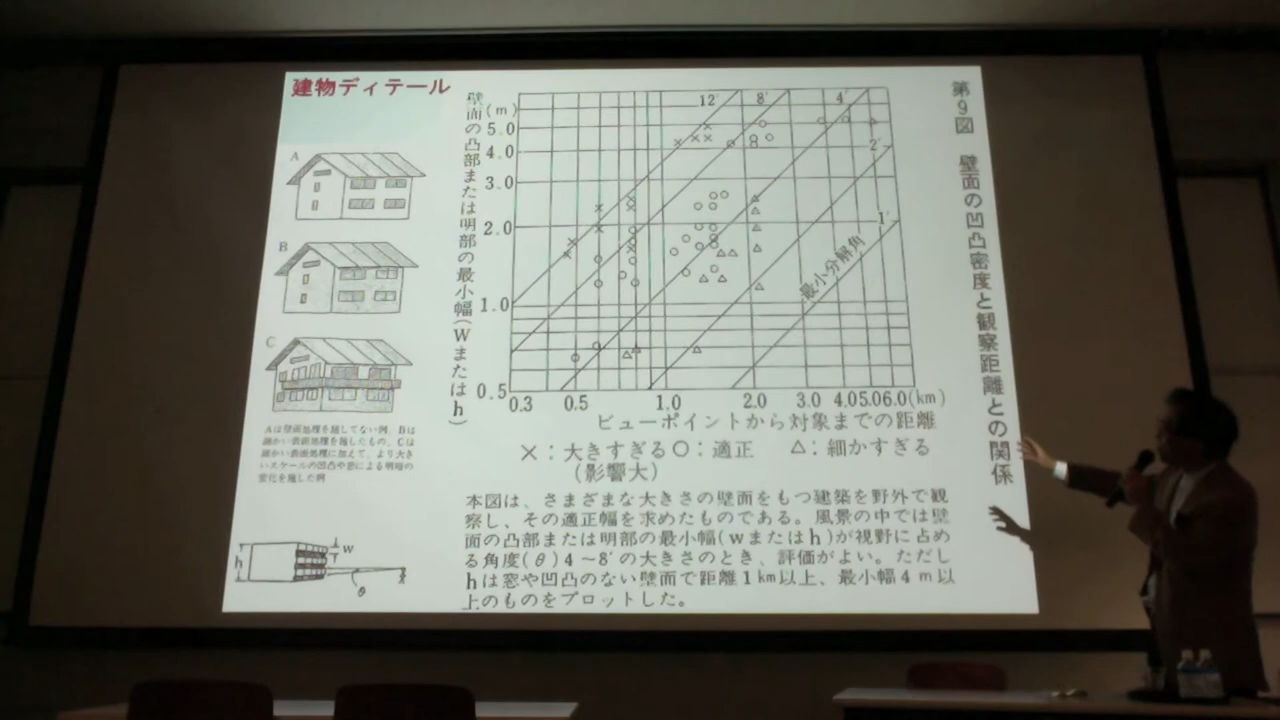 建物ディテール
第9図 壁面の凹凸密度と観察距離との関係
壁面の凸部または明部の最小幅(Wまたはh)
(m)
5.0
4.0
3.0
2.0
1.0
0.5
12′
8′
4′
2′
1′
最小分解角
0.3 0.5 1.0 2.0 3.0 4.0 5.0 6.0(km)
ビューポイントから対象までの距離
×:大きすぎる ○:適正 △:細かすぎる
(影響大)
A
B
C
Aは壁面処理を施してない例,Bは
細かい表面処理を施したもの,Cは
細かい表面処理に加えて,より大き
いスケールの凹凸や窓による明暗の
変化を施した例
h
w
θ
本図は、さまざまな大きさの壁面をもつ建築を野外で観
察し、その適正幅を求めたものである。風景の中では壁
面の凸部または明部の最小幅(wまたはh)が視野に占め
る角度(θ)4~8′の大きさのとき、評価がよい。ただし
hは窓や凹凸のない壁面で距離1km以上、最小幅4m以
上のものをプロットした。